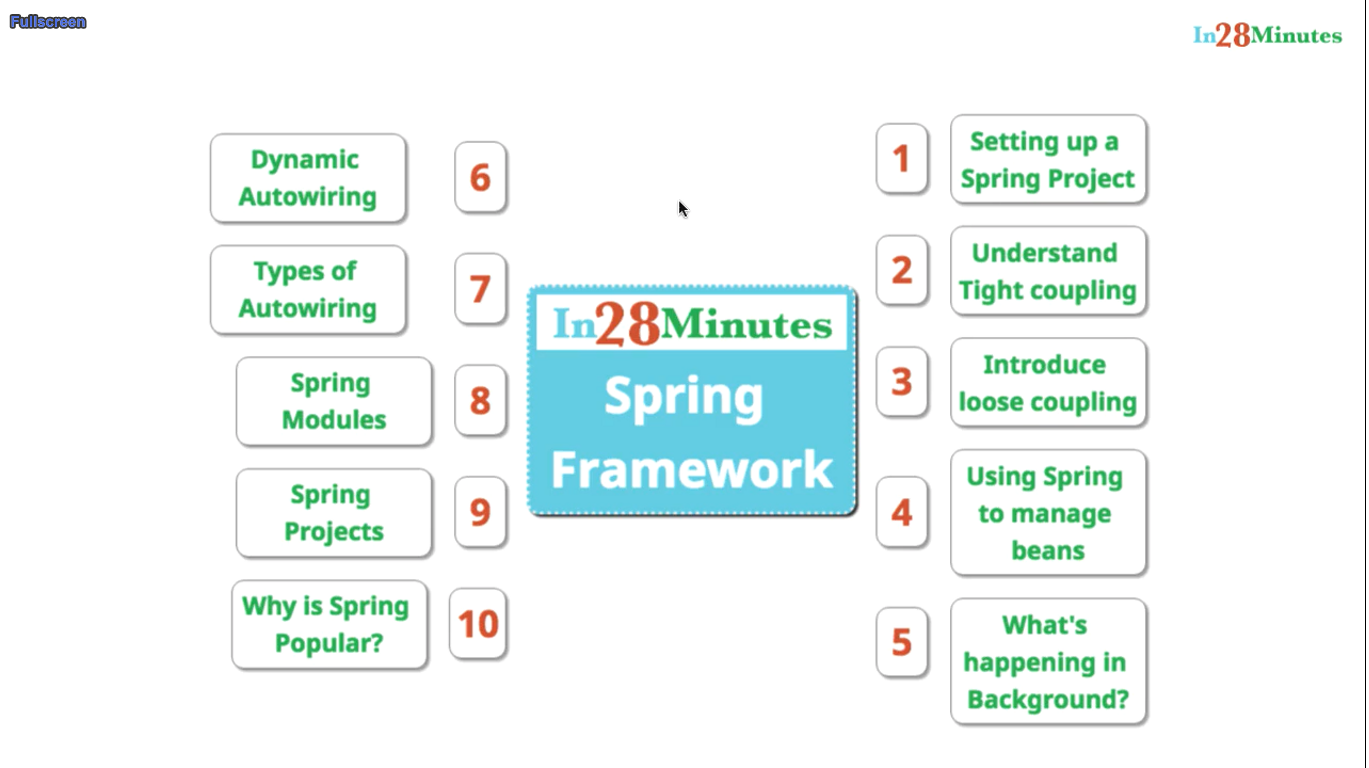 Fullscreen
In28Minutes
1
Setting up a
Spring Project
2
Understand
Tight coupling
3
Introduce
loose coupling
4
Using Spring
to manage
beans
5
What's
happening in
Background?
In28Minutes
Spring
Framework
Dynamic
Autowiring
6
Types of
Autowiring
7
Spring
Modules
8
Spring
Projects
9
Why is Spring
Popular?
10